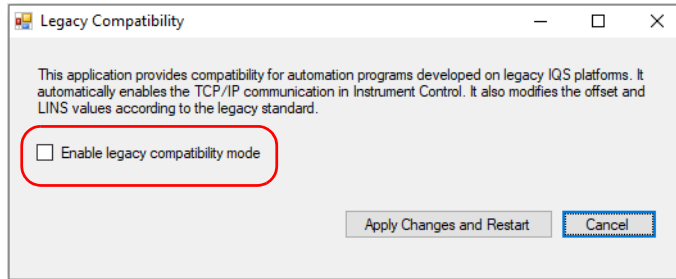 Legacy Compatibility
This application provides compatibility for automation programs developed on legacy IQS platforms. It
automatically enables the TCP/IP communication in Instrument Control. It also modifies the offset and
LINS values according to the legacy standard.
Enable legacy compatibility mode
Apply Changes and Restart Cancel